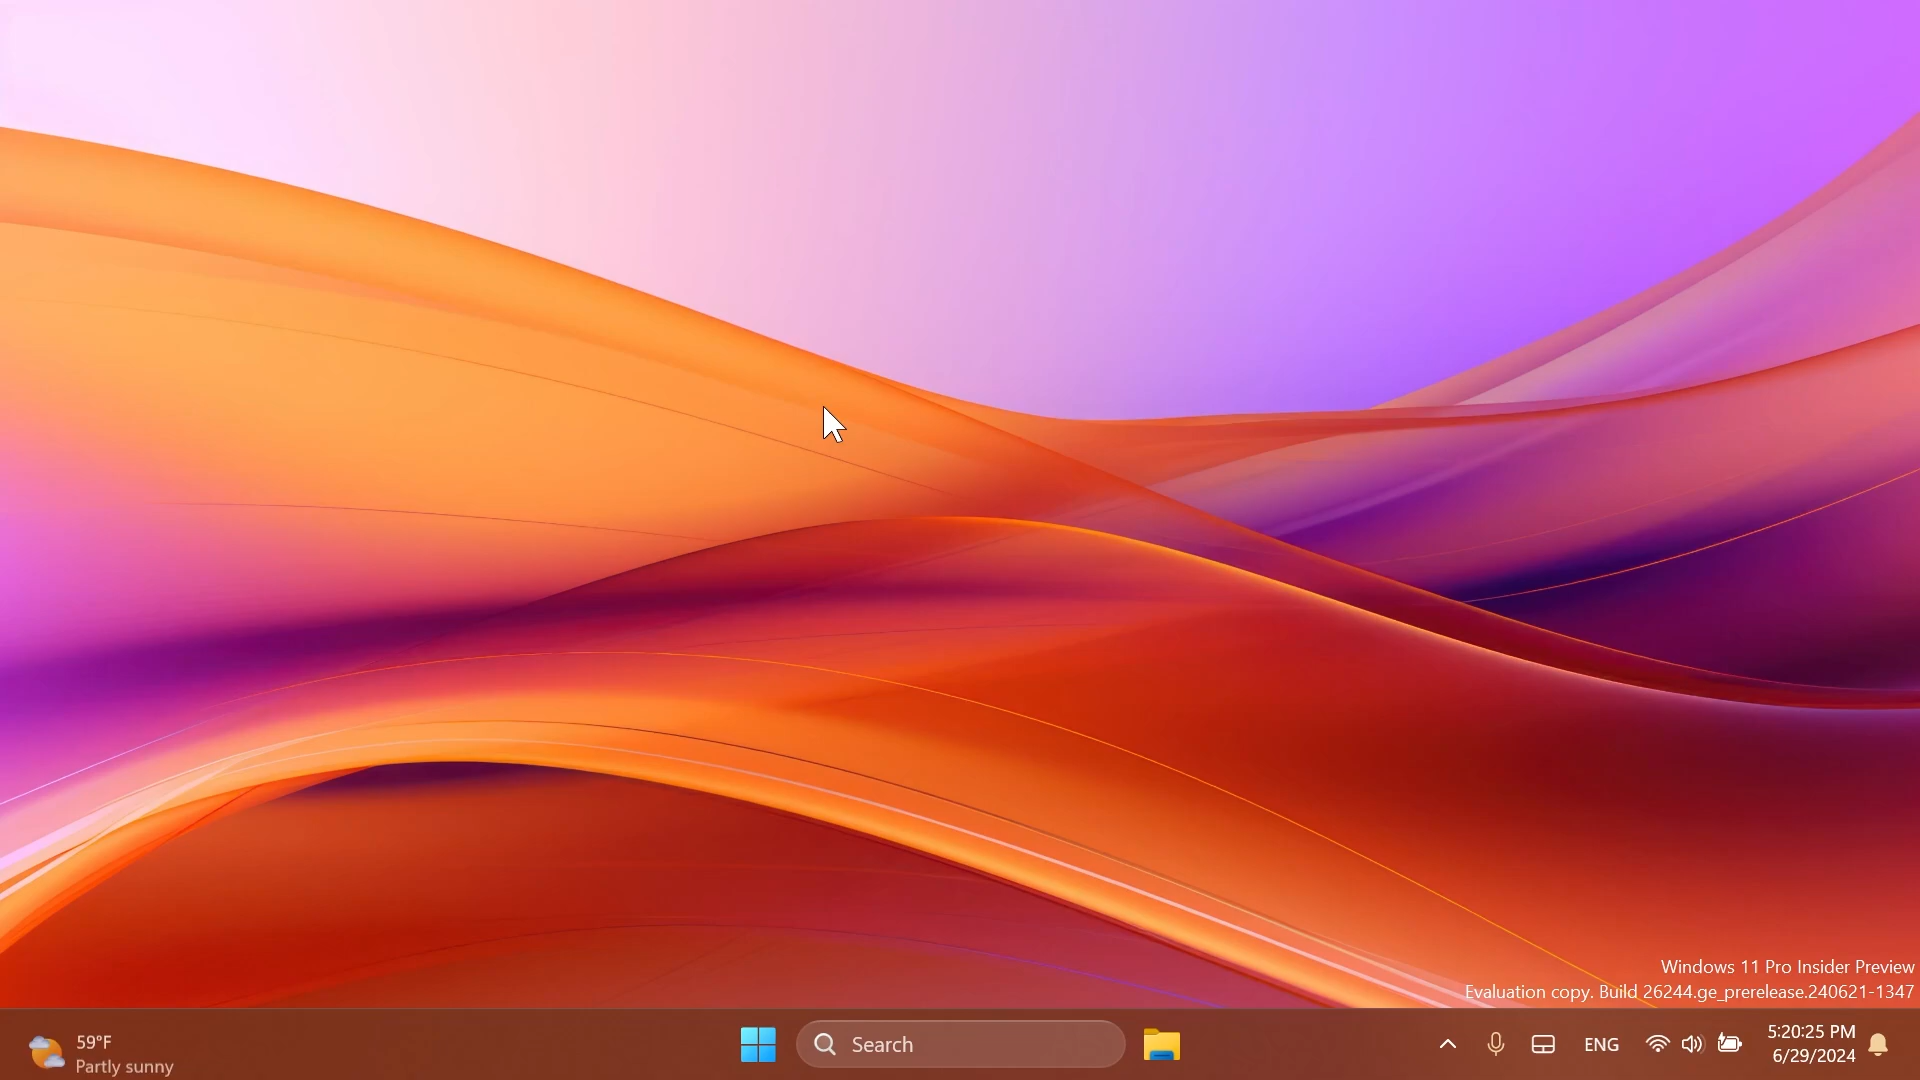 Windows 11 Pro Insider Preview
Evaluation copy. Build 26244.ge_prerelease.240621-1347
59°F
Partly sunny
Search
ENG
5:20:25 PM
6/29/2024